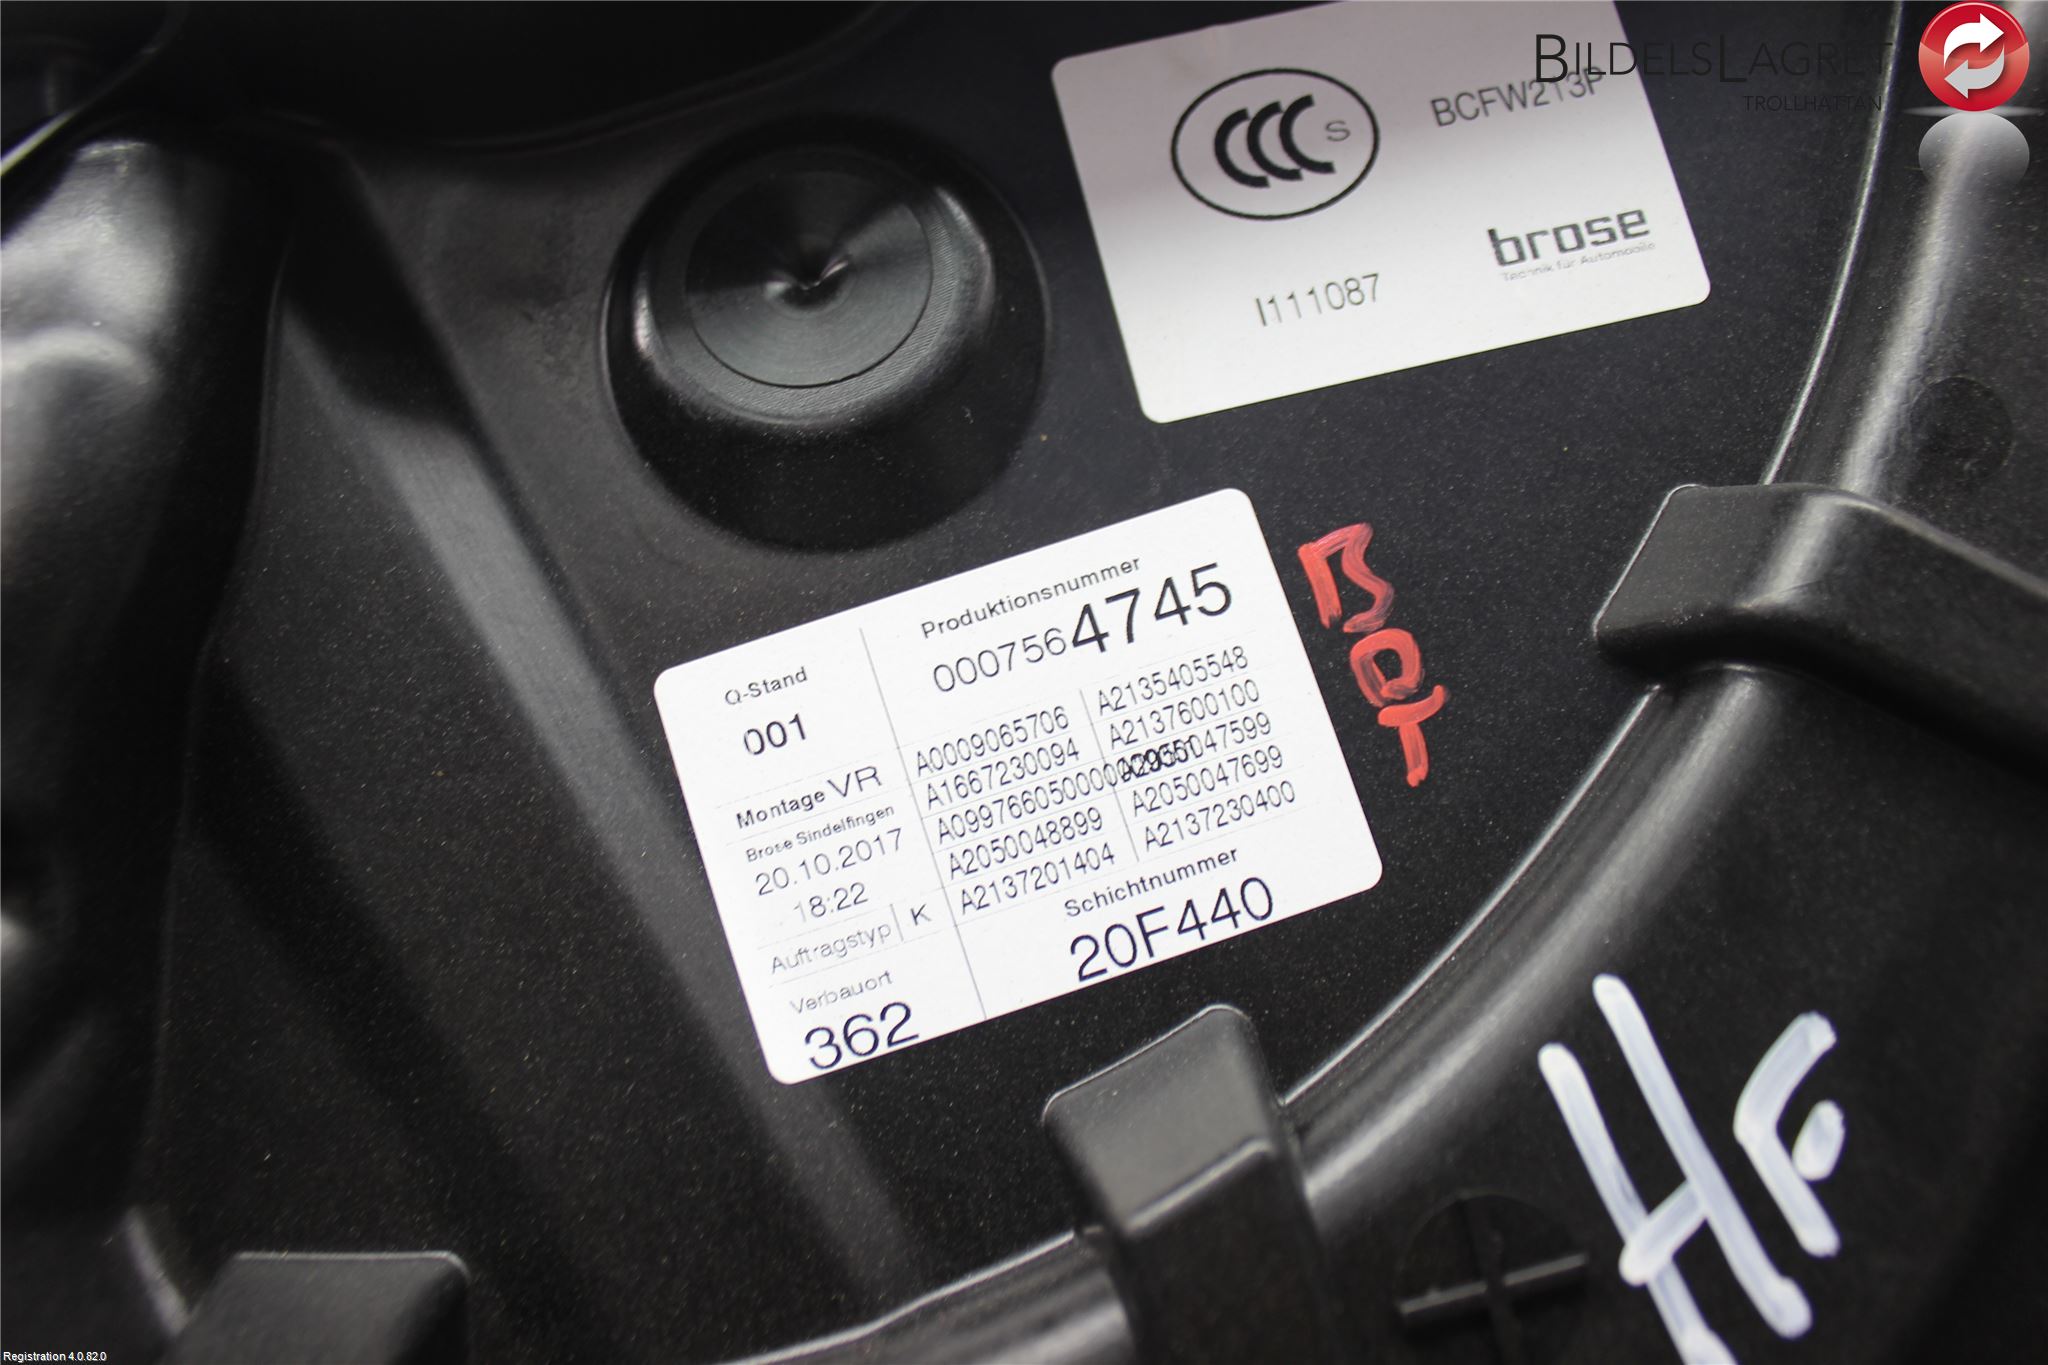 BILDELSLAGRET
TROLLHÄTTAN
CCC S
BCFW213P
brose
Technik für Automobile
I111087
Produktionsnummer
0007564745
Q-Stand
001
Montage VR
Brose Sindelfingen
20.10.2017
18:22
Auftragstyp K
Verbauort
362
A0009065706
A1667230094
A2050048899
A2137201404
A2135405548
A2137600100
A2050047699
A2137230400
Schichtnummer
20F440
BOT
HF
Registration 4.0.82.0